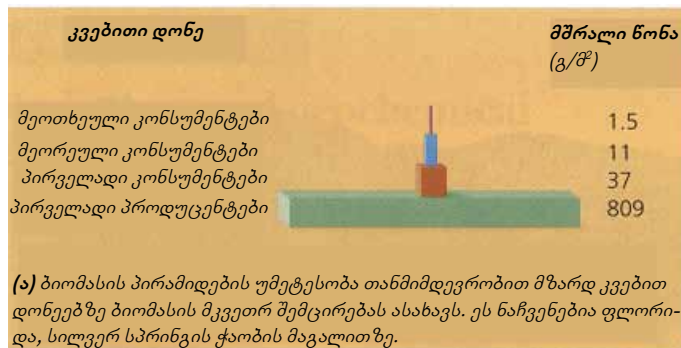 კვებითი დონე მშრალი წონა
(გ/მ²)
მეოთხეული კონსუმენტები 1.5
მეორეული კონსუმენტები 11
პირველადი კონსუმენტები 37
პირველადი პროდუცენტები 809
(ა) ბიომასის პირამიდების უმეტესობა თანმიმდევრობით მზარდ კვებით
დონეებზე ბიომასის მკვეთრ შემცირებას ასახავს. ეს ნაჩვენებია ფლორი-
და, სილვერ სპრინგის ჭაობის მაგალითზე.